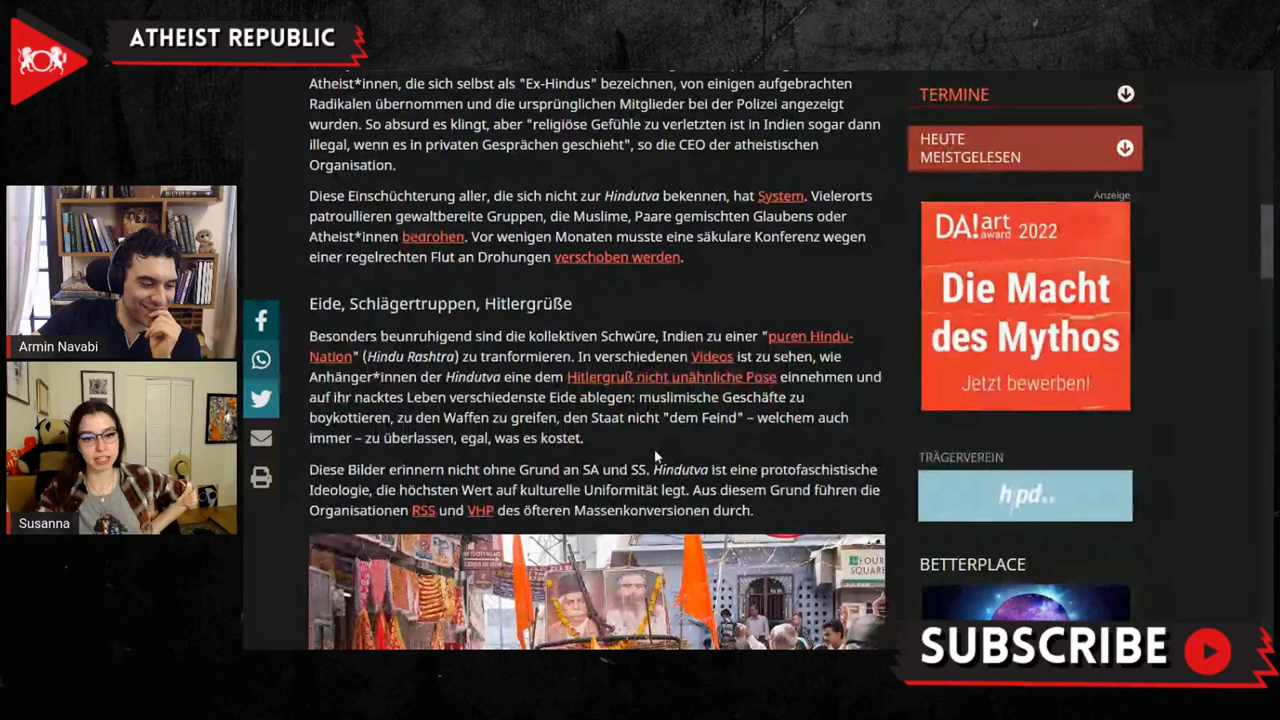 ATHEIST REPUBLIC
Atheist*innen, die sich selbst als "Ex-Hindus" bezeichnen, von einigen aufgebrachten
Radikalen übernommen und die ursprünglichen Mitglieder bei der Polizei angezeigt
wurden. So absurd es klingt, aber "religiöse Gefühle zu verletzten ist in Indien sogar dann
illegal, wenn es in privaten Gesprächen geschieht", so die CEO der atheistischen
Organisation.
Diese Einschüchterung aller, die sich nicht zur Hindutva bekennen, hat System. Vielerorts
patroullieren gewaltbereite Gruppen, die Muslime, Paare gemischten Glaubens oder
Atheist*innen bedrohen. Vor wenigen Monaten musste eine säkulare Konferenz wegen
einer regelrechten Flut an Drohungen verschoben werden.
Eide, Schlägertruppen, Hitlergrüße
Besonders beunruhigend sind die kollektiven Schwüre, Indien zu einer "puren Hindu-
Nation" (Hindu Rashtra) zu tranformieren. In verschiedenen Videos ist zu sehen, wie
Anhänger*innen der Hindutva eine dem Hitlergruß nicht unähnliche Pose einnehmen und
auf ihr nacktes Leben verschiedenste Eide ablegen: muslimische Geschäfte zu
boykottieren, zu den Waffen zu greifen, den Staat nicht "dem Feind" – welchem auch
immer – zu überlassen, egal, was es kostet.
Diese Bilder erinnern nicht ohne Grund an SA und SS. Hindutva ist eine protofaschistische
Ideologie, die höchsten Wert auf kulturelle Uniformität legt. Aus diesem Grund führen die
Organisationen RSS und VHP des öfteren Massenkonversionen durch.
FOUR
SQUARE
TERMINE
HEUTE
MEISTGELESEN
Anzeige
DA! art award 2022
Die Macht
des Mythos
Jetzt bewerben!
TRÄGERVEREIN
hpd e.V.
BETTERPLACE
Armin Navabi
Susanna
SUBSCRIBE